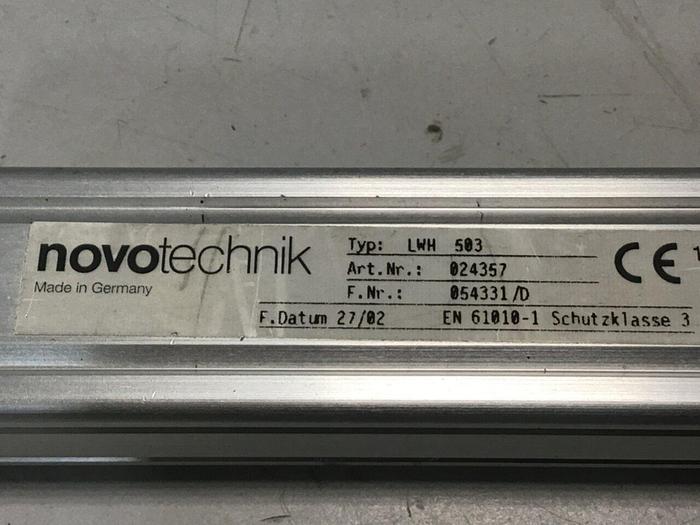 novotechnik
Made in Germany
Typ: LWH 503
Art.Nr.: 024357
F.Nr.: 054331/D
F.Datum 27/02 EN 61010-1 Schutzklasse 3
CE 1